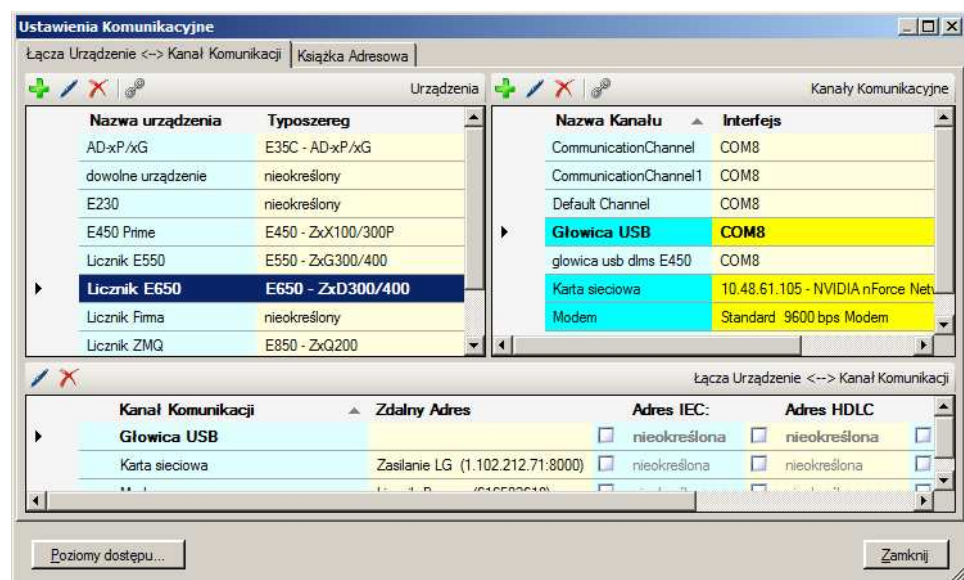 Ustawienia Komunikacyjne
Łącza Urządzenie <--> Kanał Komunikacji Książka Adresowa
Urządzenia
Nazwa urządzenia Typoszereg
AD-xP/xG E35C - AD-xP/xG
dowolne urządzenie nieokreślony
E230 nieokreślony
E450 Prime E450 - ZxX100/300P
Licznik E550 E550 - ZxG300/400
Licznik E650 E650 - ZxD300/400
Licznik Firma nieokreślony
Licznik ZMQ E850 - ZxQ200
Kanały Komunikacyjne
Nazwa Kanału Interfejs
CommunicationChannel COM8
CommunicationChannel1 COM8
Default Channel COM8
Głowica USB COM8
glowica usb dlms E450 COM8
Karta sieciowa 10.48.61.105 - NVIDIA nForce Netw
Modem Standard 9600 bps Modem
Łącza Urządzenie <--> Kanał Komunikacji
Kanał Komunikacji Zdalny Adres Adres IEC: Adres HDLC
Głowica USB nieokreślona nieokreślona
Karta sieciowa Zasilanie LG (1.102.212.71:8000) nieokreślona nieokreślona
Poziomy dostępu... Zamknij